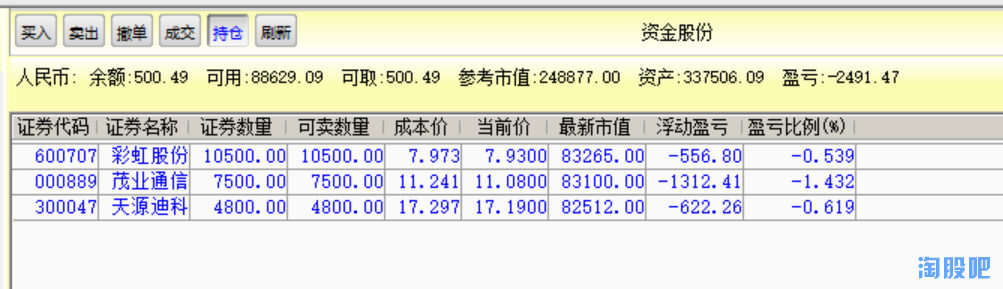 买入 卖出 撤单 成交 持仓 刷新 资金股份
人民币: 余额:500.49 可用:88629.09 可取:500.49 参考市值:248877.00 资产:337506.09 盈亏:-2491.47
证券代码 证券名称 证券数量 可卖数量 成本价 当前价 最新市值 浮动盈亏 盈亏比例(%)
600707 彩虹股份 10500.00 10500.00 7.973 7.9300 83265.00 -556.80 -0.539
000889 茂业通信 7500.00 7500.00 11.241 11.0800 83100.00 -1312.41 -1.432
300047 天源迪科 4800.00 4800.00 17.297 17.1900 82512.00 -622.26 -0.619
淘股吧